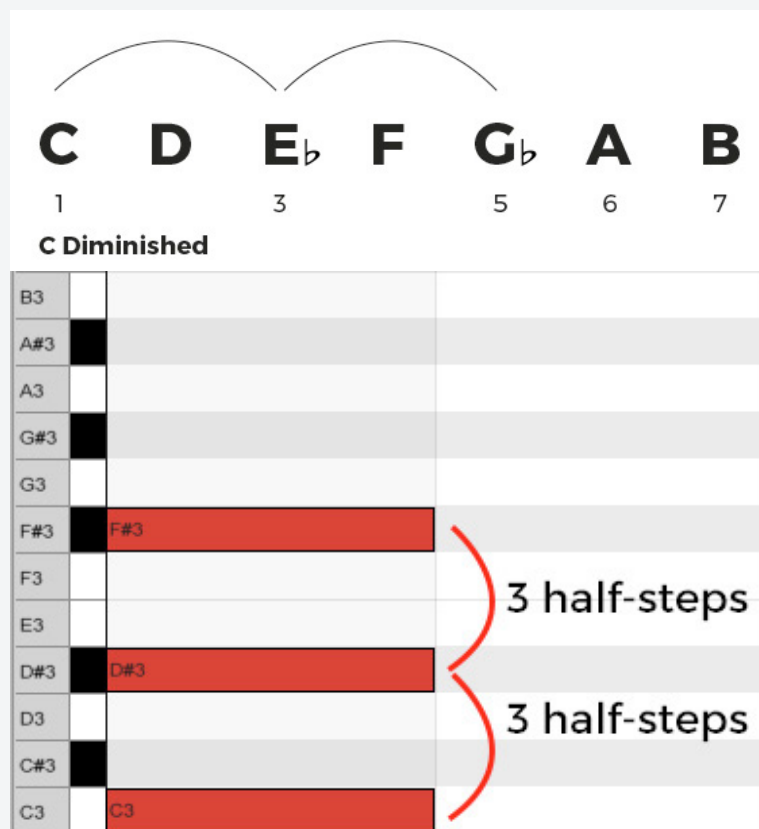 C D E♭ F G♭ A B
1 3 5 6 7
C Diminished
B3
A#3
A3
G#3
G3
F#3 F#3
F3
3 half-steps
E3
D#3 D#3
D3
3 half-steps
C#3
C3 C3